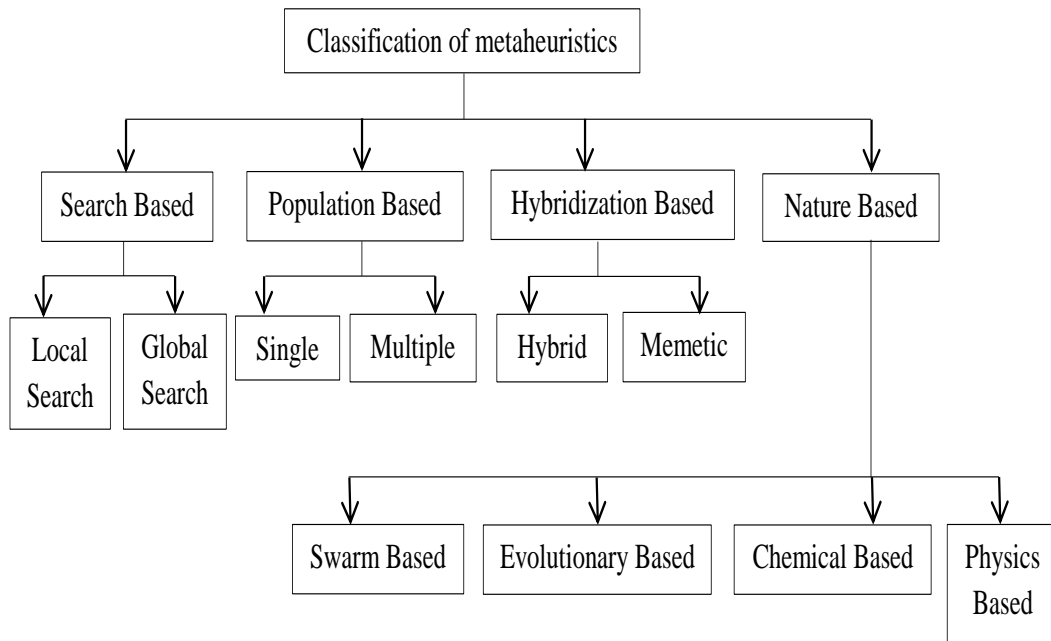 Classification of metaheuristics
Search Based
Population Based
Hybridization Based
Nature Based
Local
Search
Global
Search
Single
Multiple
Hybrid
Memetic
Swarm Based
Evolutionary Based
Chemical Based
Physics
Based